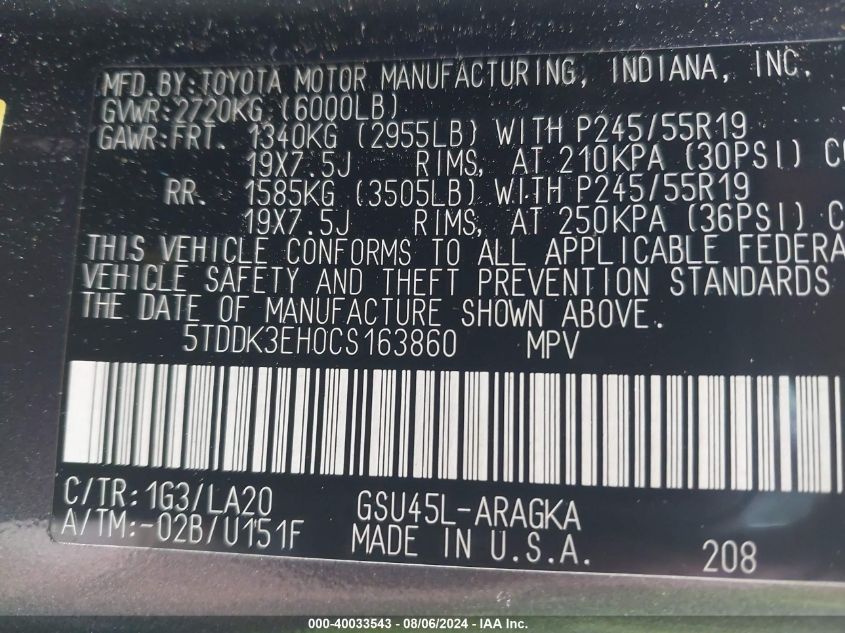 MFD.BY:TOYOTA MOTOR MANUFACTURING, INDIANA, INC.
GVWR:2720KG (6000LB)
GAWR:FRT. 1340KG (2955LB) WITH P245/55R19
19X7.5J RIMS, AT 210KPA (30PSI) C
RR. 1585KG (3505LB) WITH P245/55R19
19X7.5J RIMS, AT 250KPA (36PSI) C
THIS VEHICLE CONFORMS TO ALL APPLICABLE FEDERA
VEHICLE SAFETY AND THEFT PREVENTION STANDARDS
THE DATE OF MANUFACTURE SHOWN ABOVE.
5TDDK3EH0CS163860 MPV
C/TR:1G3/LA20 GSU45L-ARAGKA
A/TM:-02B/U151F MADE IN U.S.A. 208
000-40033543 - 08/06/2024 - IAA Inc.